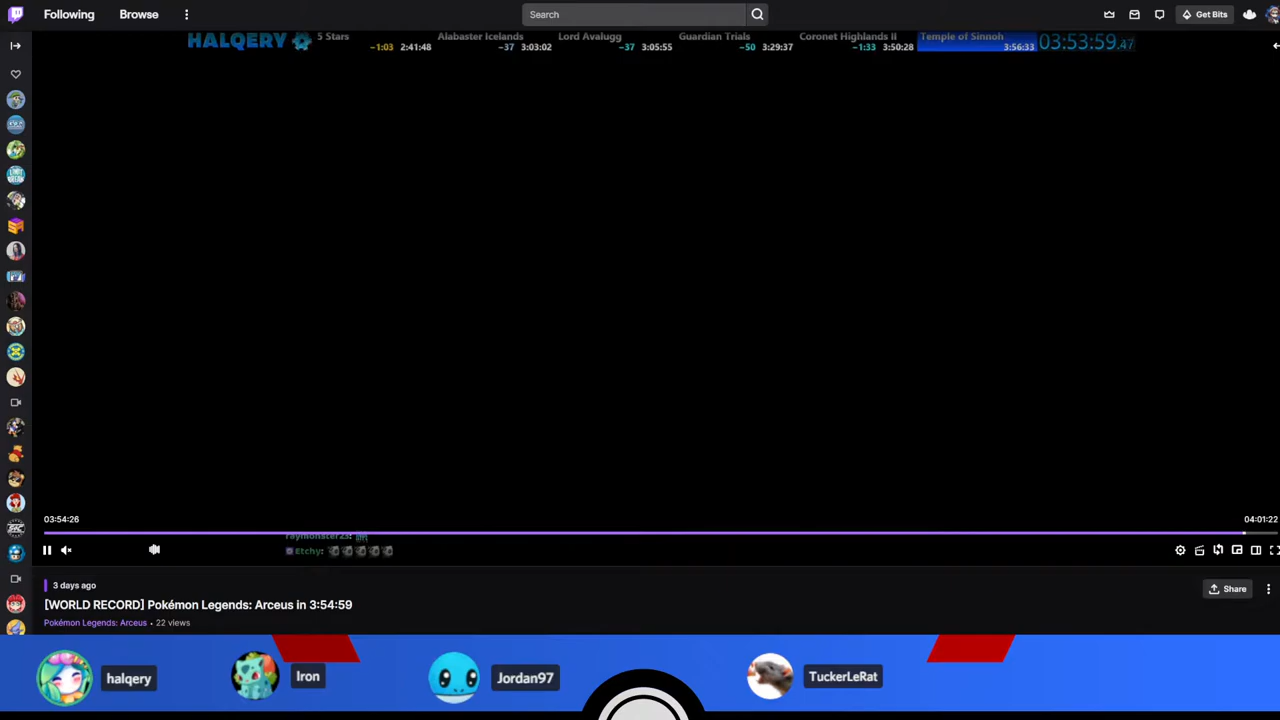 Following
Browse
Search
Get Bits
HALQERY
5 Stars
-1:03 2:41:48
Alabaster Icelands
-37 3:03:02
Lord Avalugg
-37 3:05:55
Guardian Trials
-50 3:29:37
Coronet Highlands II
-1:33 3:50:28
Temple of Sinnoh
3:56:33
03:53:59.47
03:54:26
04:01:22
raymonster23:
Etchy:
3 days ago
Share
[WORLD RECORD] Pokémon Legends: Arceus in 3:54:59
Pokémon Legends: Arceus • 22 views
halqery
Iron
Jordan97
TuckerLeRat